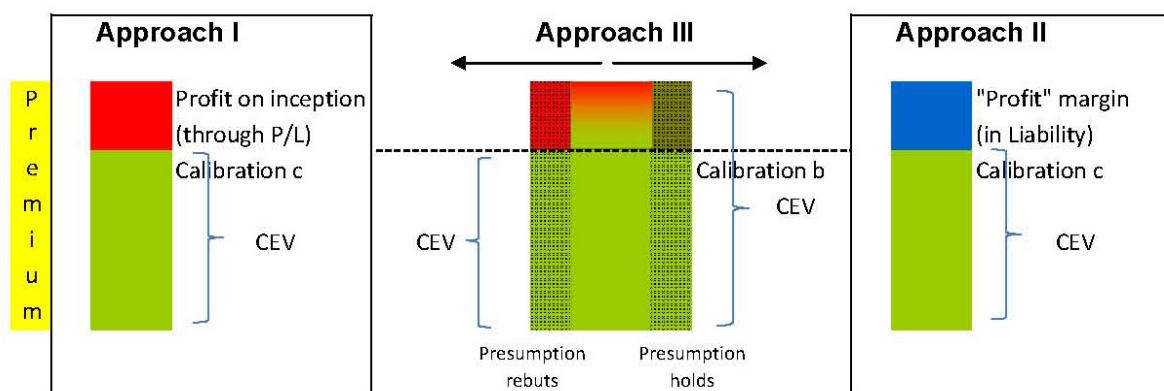 Premium
Approach I
Profit on inception
(through P/L)
Calibration c
CEV
Approach III
Calibration b
CEV
CEV
Presumption
rebuts
Presumption
holds
Approach II
"Profit" margin
(in Liability)
Calibration c
CEV